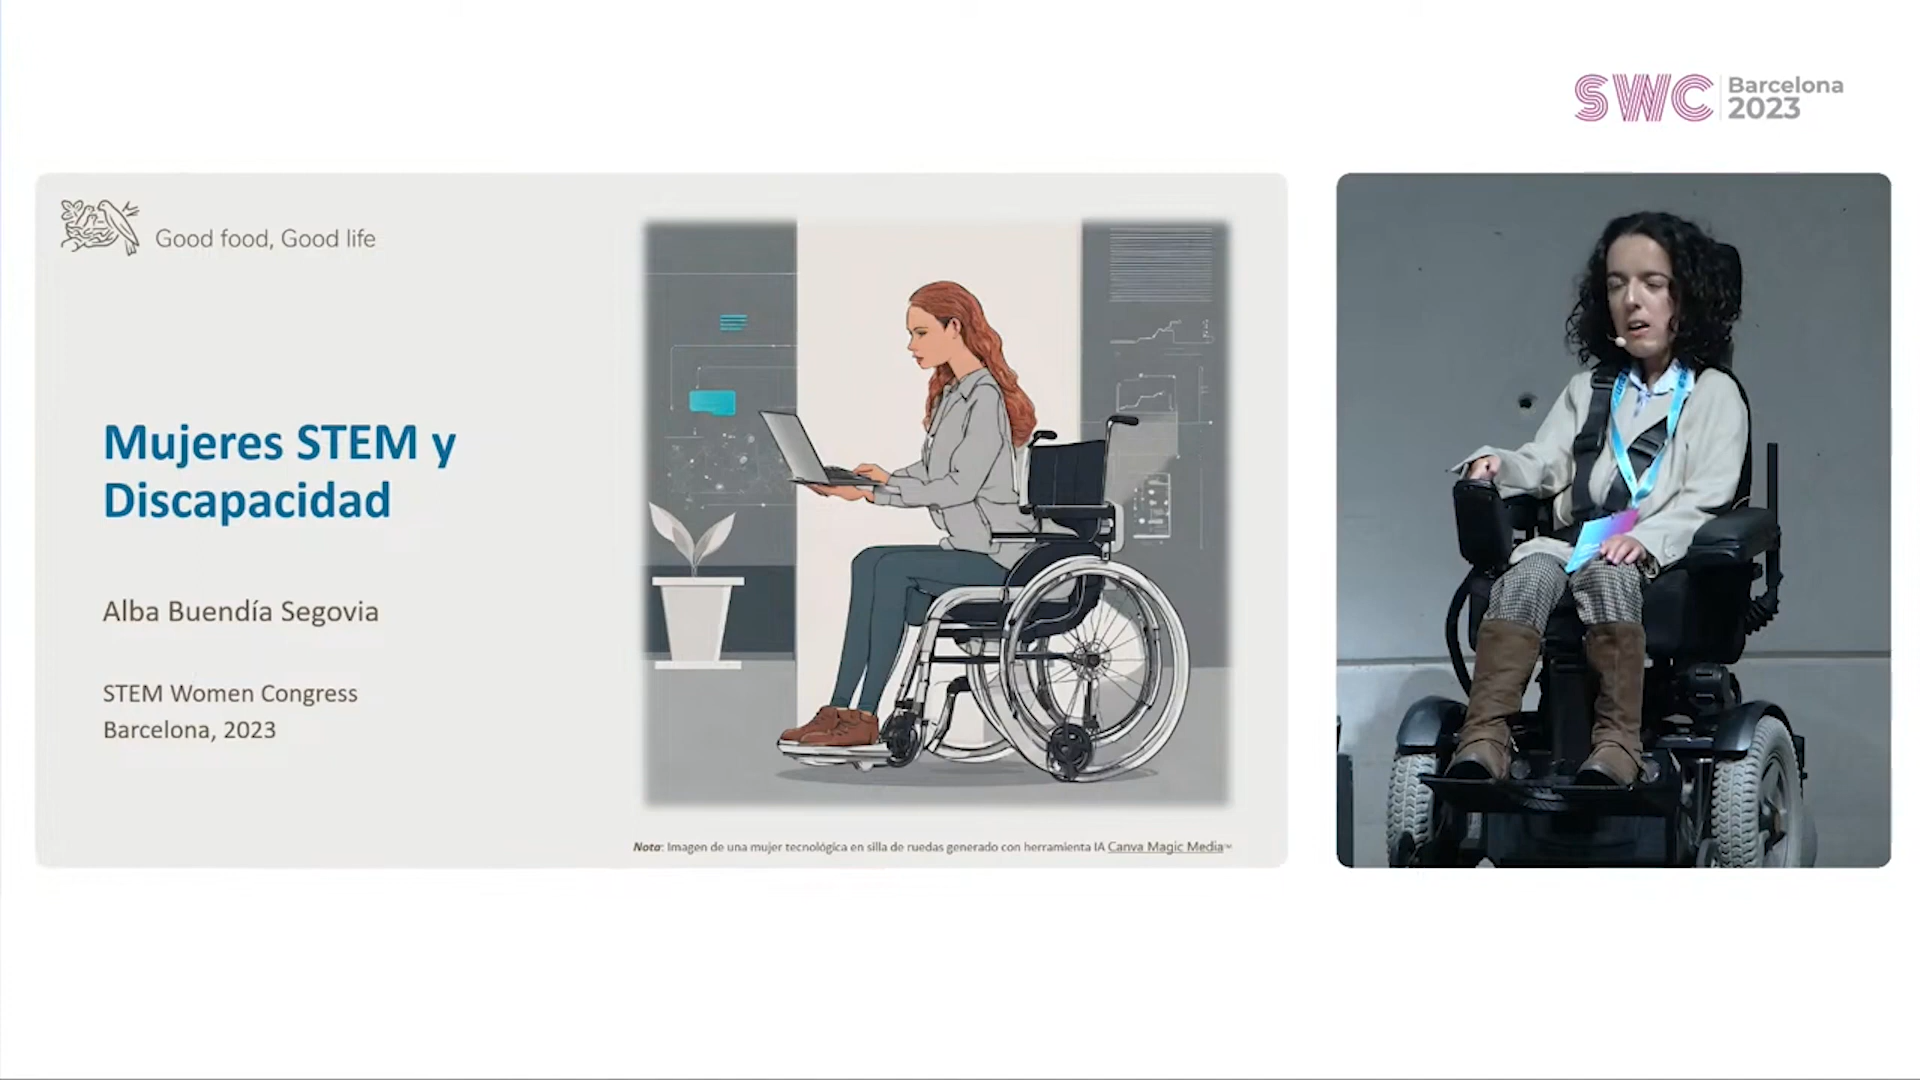 SWC
Barcelona
2023
Good food, Good life
Mujeres STEM y
Discapacidad
Alba Buendía Segovia
STEM Women Congress
Barcelona, 2023
Nota: Imagen de una mujer tecnológica en silla de ruedas generado con herramienta IA Canva Magic Media™